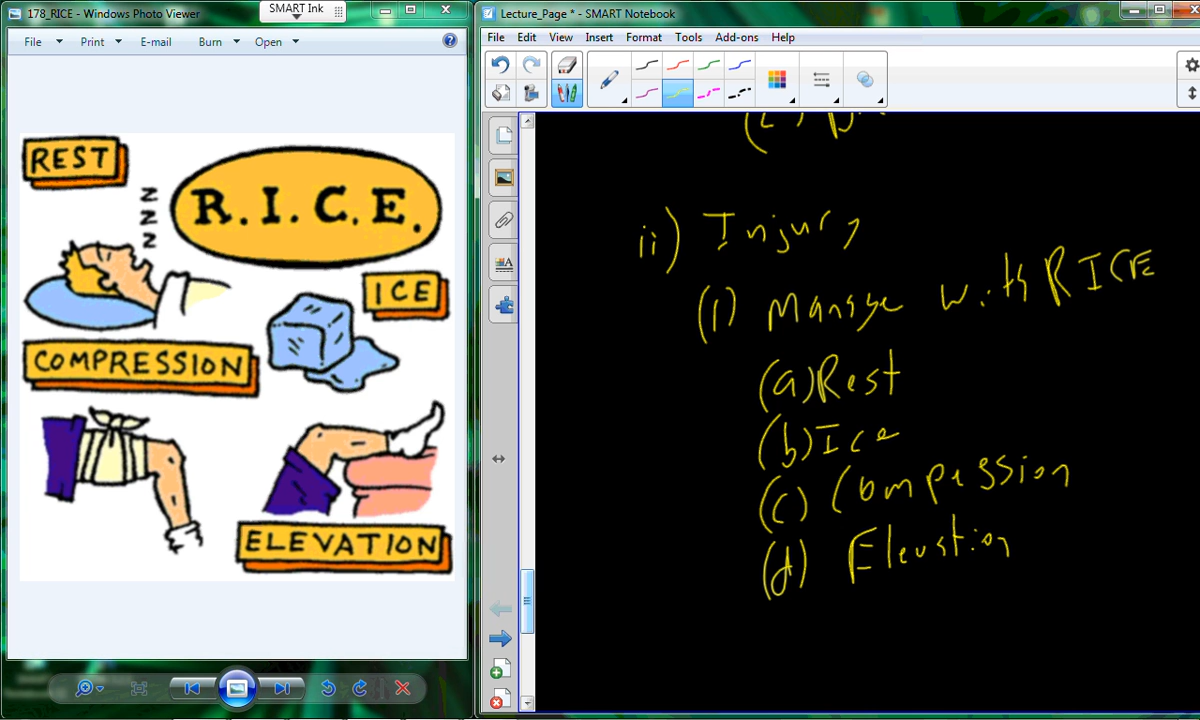 178_RICE - Windows Photo Viewer
SMART Ink
File Print E-mail Burn Open
REST
R.I.C.E.
Z
Z
Z
Z
ICE
COMPRESSION
ELEVATION
Lecture_Page * - SMART Notebook
File Edit View Insert Format Tools Add-ons Help
ii) Injury
(1) Manage with RICE
(a) Rest
(b) Ice
(c) Compession
(d) Elevation